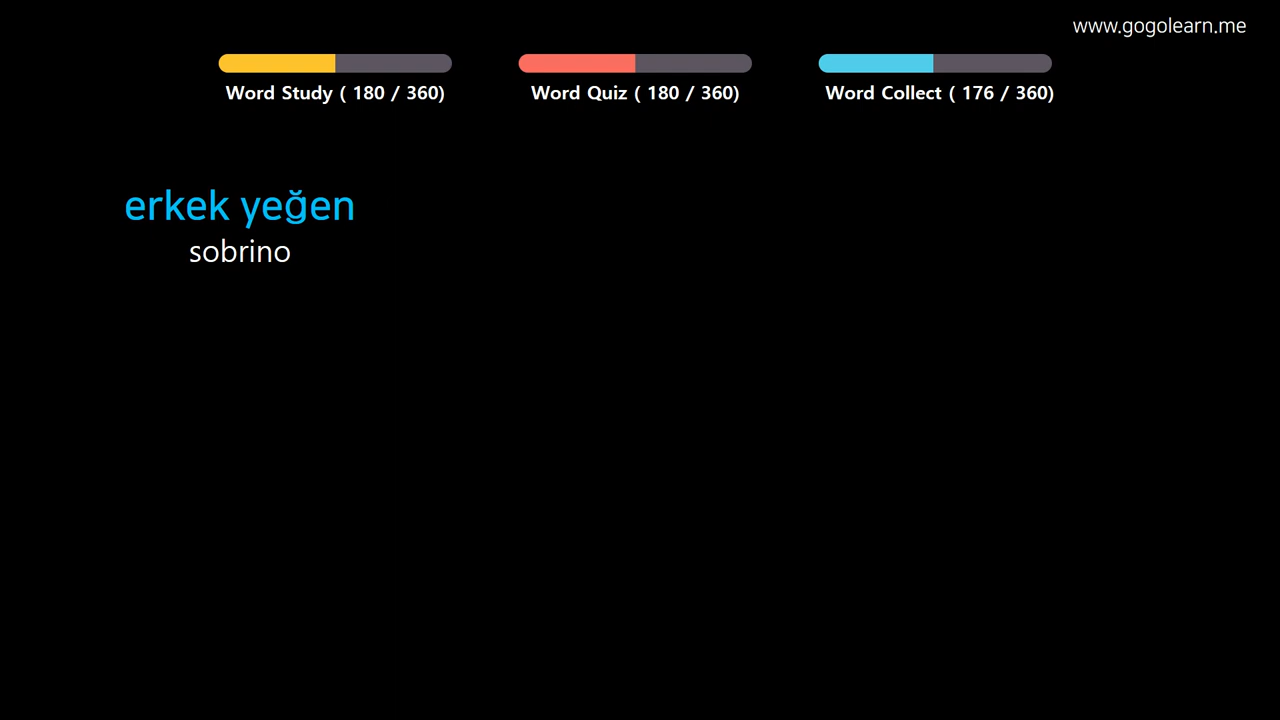 www.gogolearn.me
Word Study ( 180 / 360)
Word Quiz ( 180 / 360)
Word Collect ( 176 / 360)
erkek yeğen
sobrino